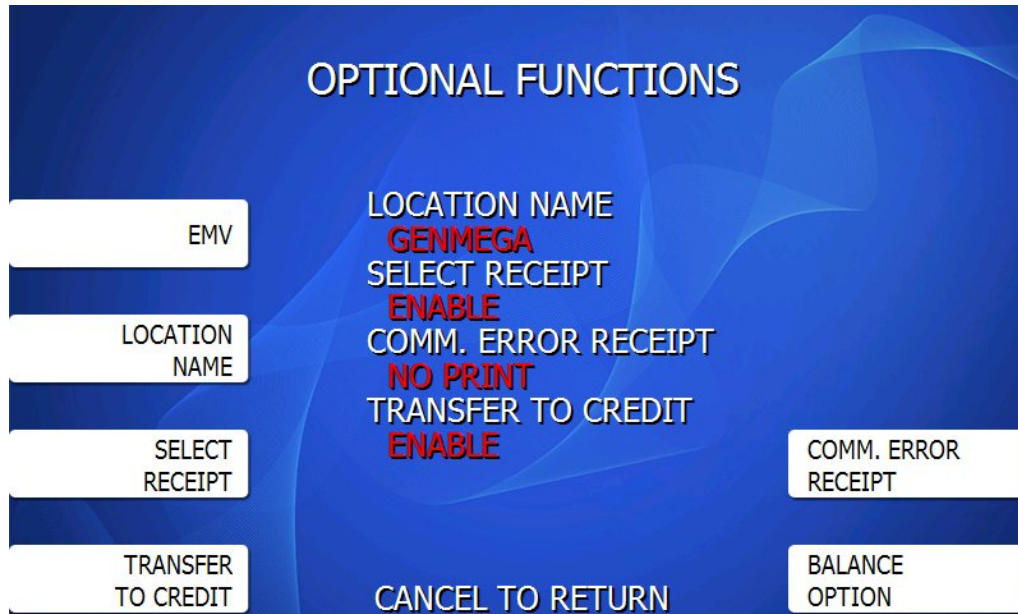 OPTIONAL FUNCTIONS
EMV
LOCATION
NAME
SELECT
RECEIPT
TRANSFER
TO CREDIT
LOCATION NAME
GENMEGA
SELECT RECEIPT
ENABLE
COMM. ERROR RECEIPT
NO PRINT
TRANSFER TO CREDIT
ENABLE
COMM. ERROR
RECEIPT
BALANCE
OPTION
CANCEL TO RETURN